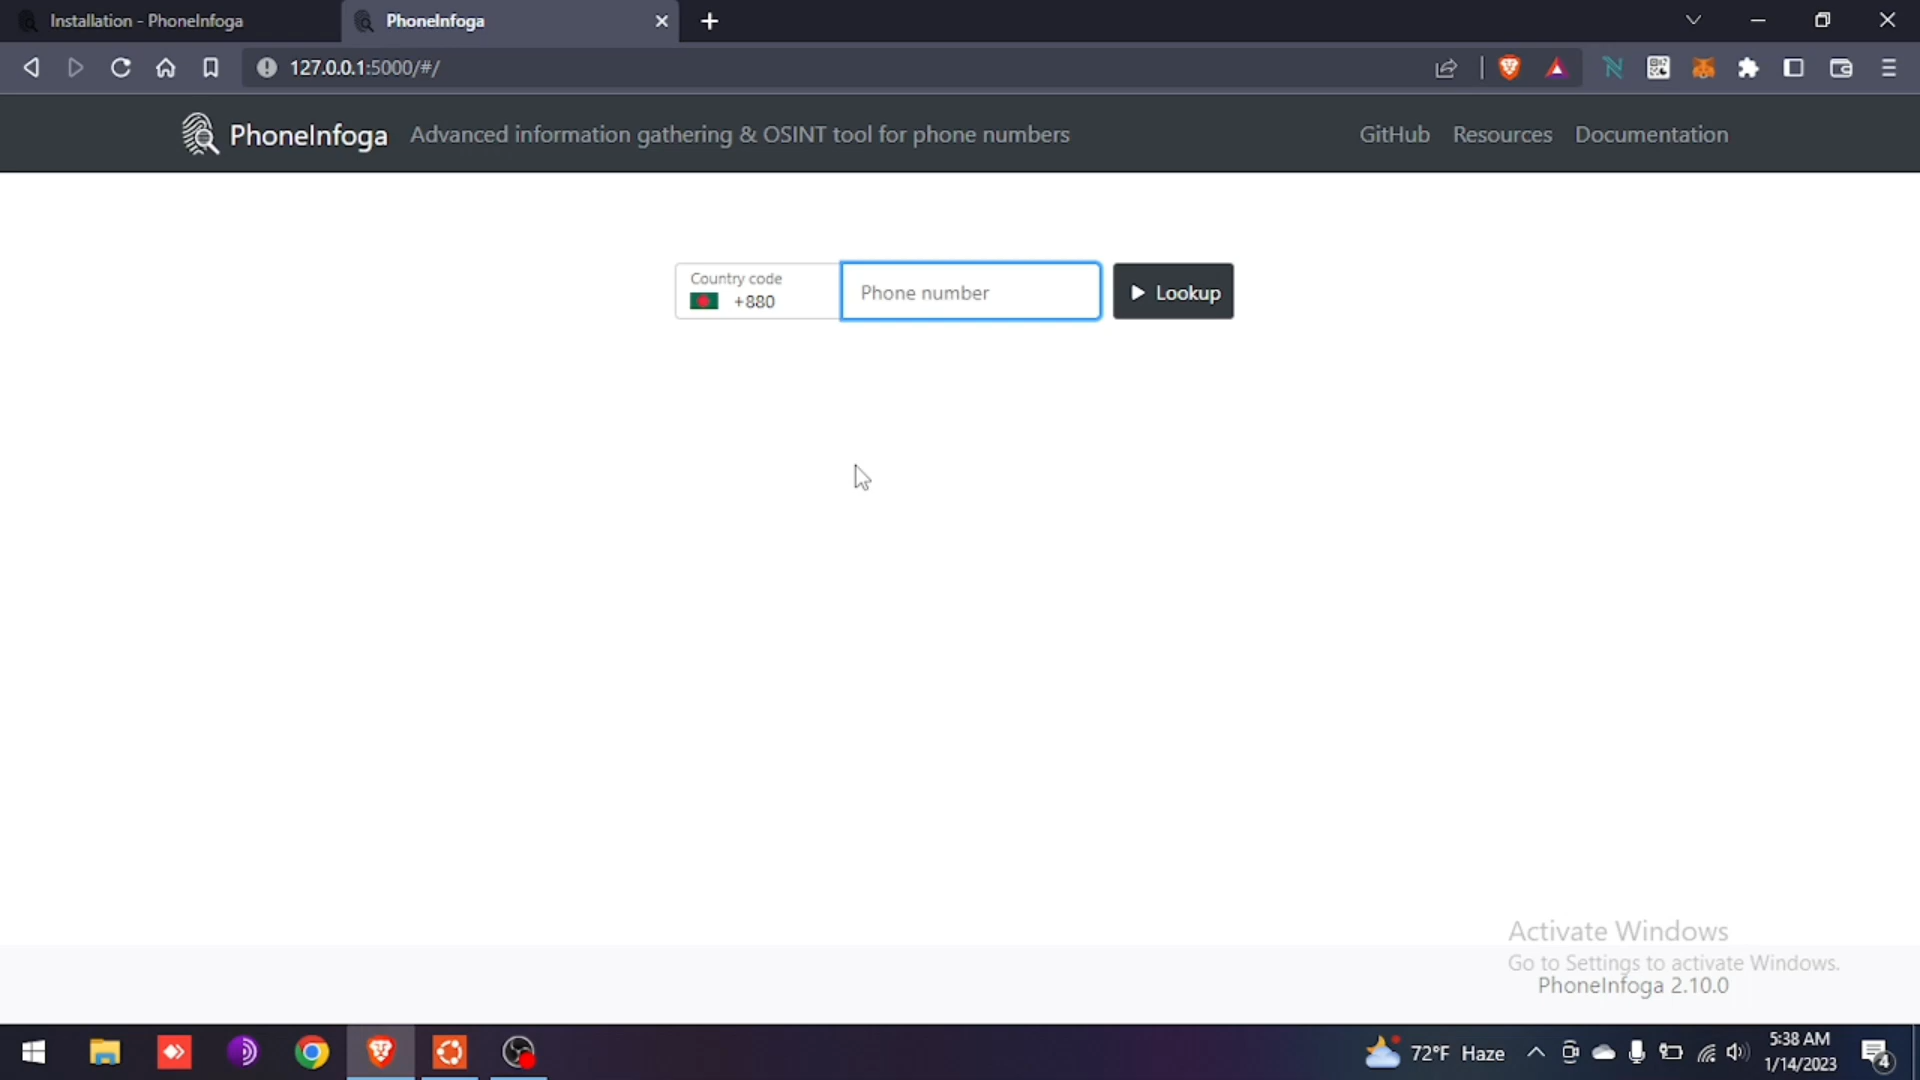 Installation - PhoneInfoga
PhoneInfoga
127.0.0.1:5000/#/
PhoneInfoga
Advanced information gathering & OSINT tool for phone numbers
GitHub
Resources
Documentation
Country code
+880
Phone number
Lookup
Activate Windows
Go to Settings to activate Windows.
PhoneInfoga 2.10.0
72°F Haze
5:38 AM
1/14/2023
4